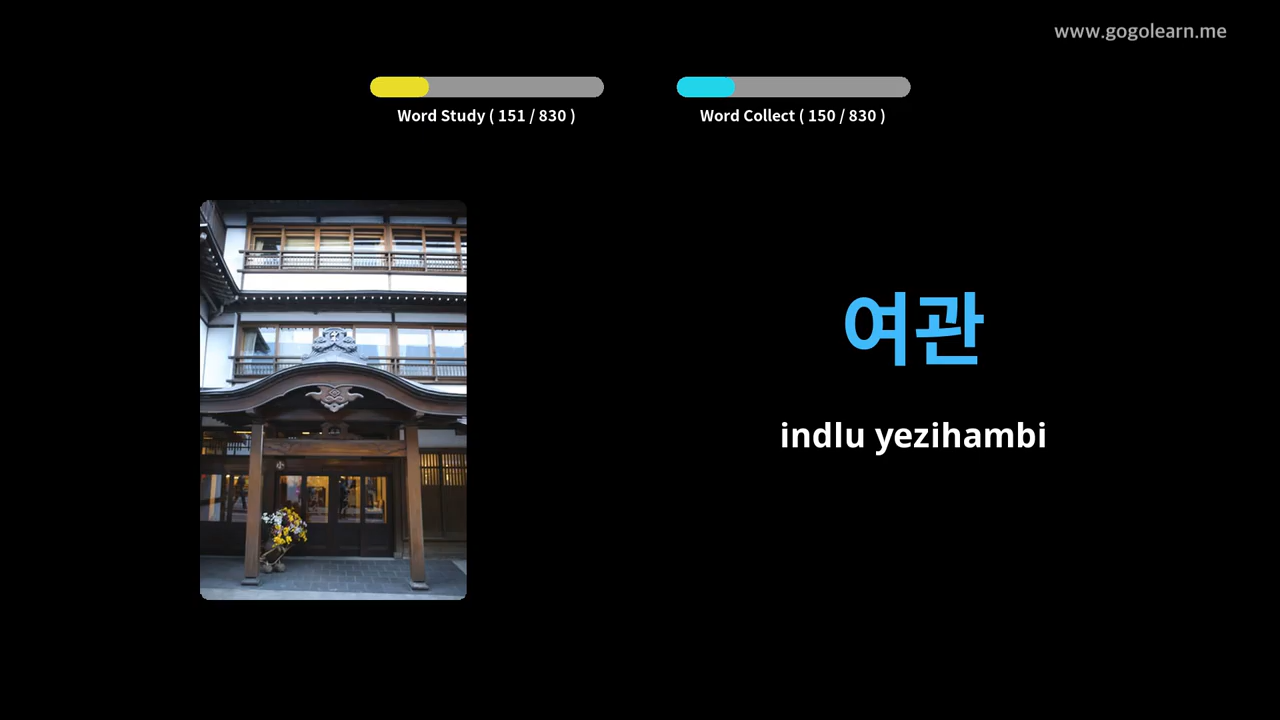 www.gogolearn.me
Word Study ( 151 / 830 )
Word Collect ( 150 / 830 )
여관
indlu yezihambi